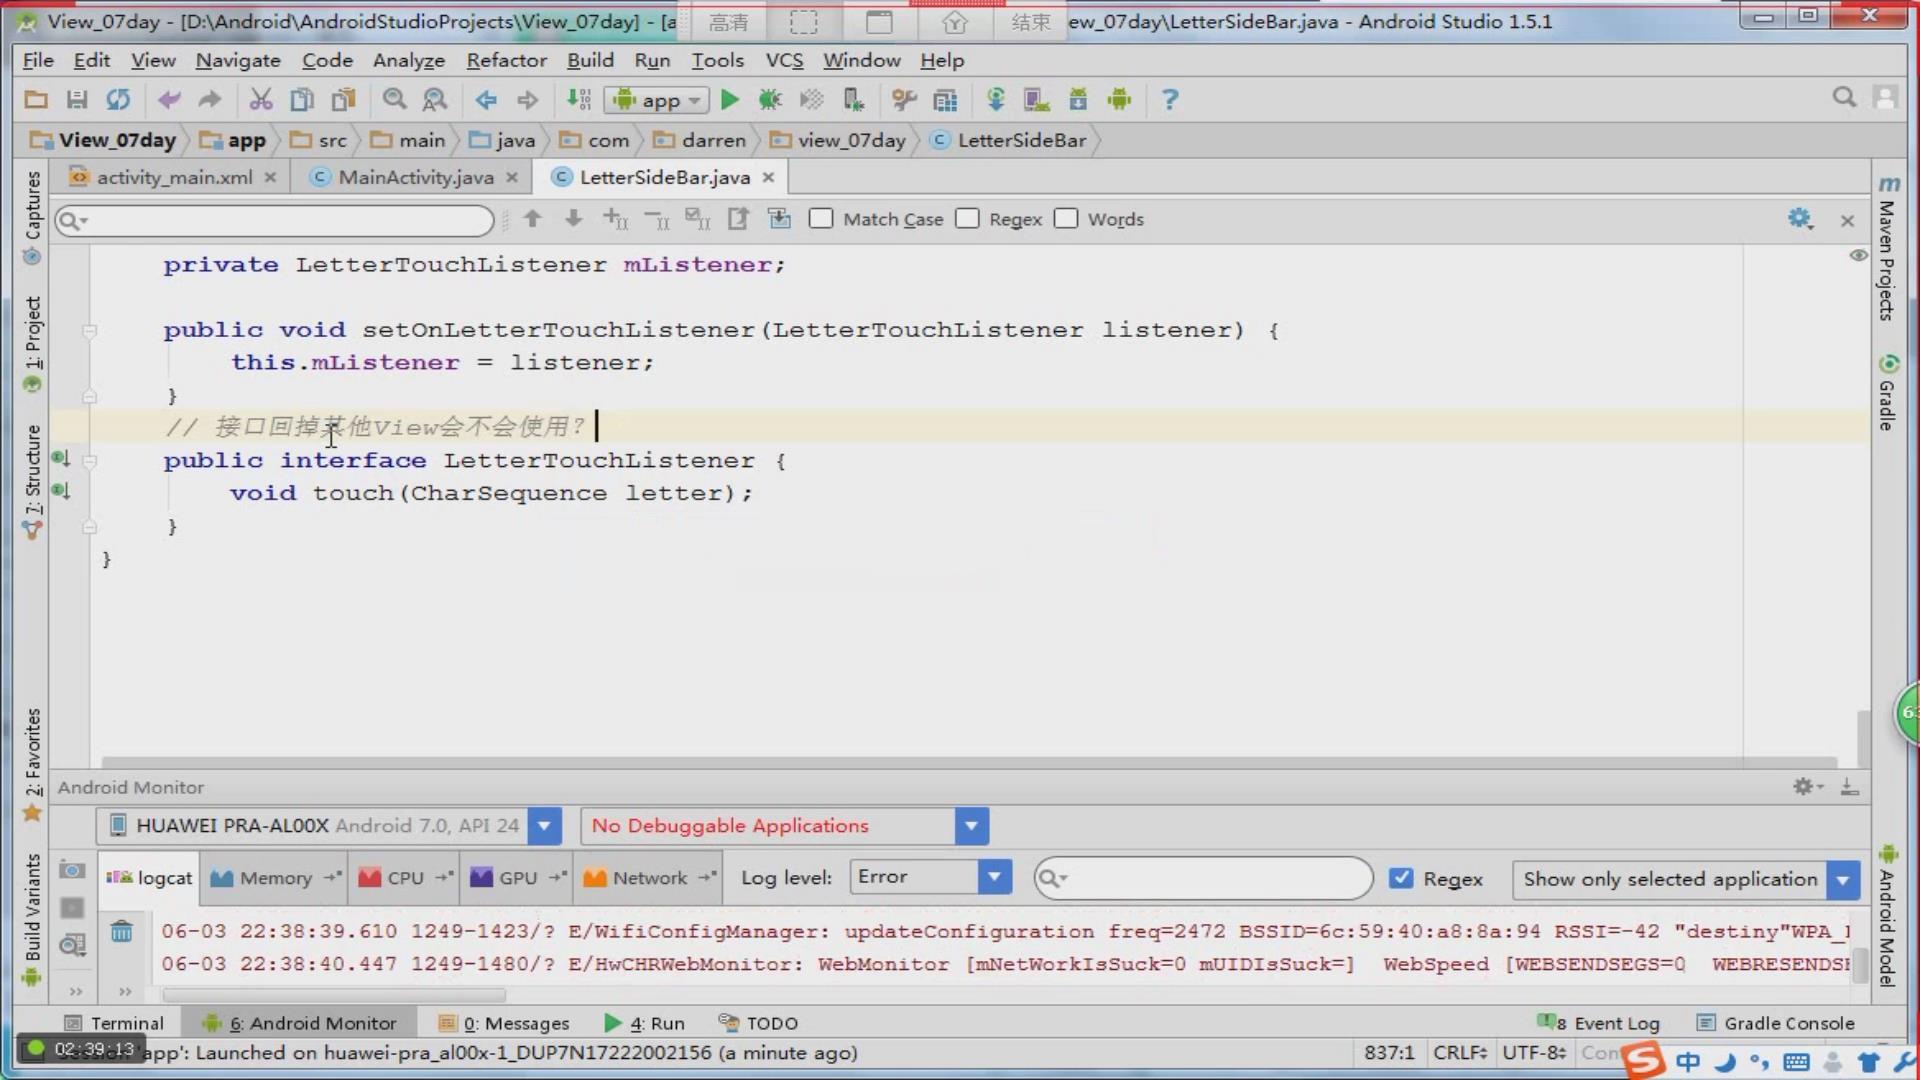 View_07day - [D:\Android\AndroidStudioProjects\View_07day] - [a 高清 结束 ew_07day\LetterSideBar.java - Android Studio 1.5.1
File Edit View Navigate Code Analyze Refactor Build Run Tools VCS Window Help
app
View_07day app src main java com darren view_07day LetterSideBar
activity_main.xml MainActivity.java LetterSideBar.java
Match Case Regex Words
private LetterTouchListener mListener;
public void setOnLetterTouchListener(LetterTouchListener listener) {
this.mListener = listener;
}
// 接口回掉其他View会不会使用？
public interface LetterTouchListener {
void touch(CharSequence letter);
}
}
Captures
1: Project
7: Structure
2: Favorites
Build Variants
Maven Projects
Gradle
Android Model
63
Android Monitor
HUAWEI PRA-AL00X Android 7.0, API 24 No Debuggable Applications
logcat Memory CPU GPU Network Log level: Error Regex Show only selected application
06-03 22:38:39.610 1249-1423/? E/WifiConfigManager: updateConfiguration freq=2472 BSSID=6c:59:40:a8:8a:94 RSSI=-42 "destiny"WPA_
06-03 22:38:40.447 1249-1480/? E/HwCHRWebMonitor: WebMonitor [mNetWorkIsSuck=0 mUIDIsSuck=] WebSpeed [WEBSENDSEGS=0 WEBRESENDSE
Terminal 6: Android Monitor 0: Messages 4: Run TODO 8 Event Log Gradle Console
02:39:13 'app': Launched on huawei-pra_al00x-1_DUP7N17222002156 (a minute ago) 837:1 CRLF UTF-8 Con 中